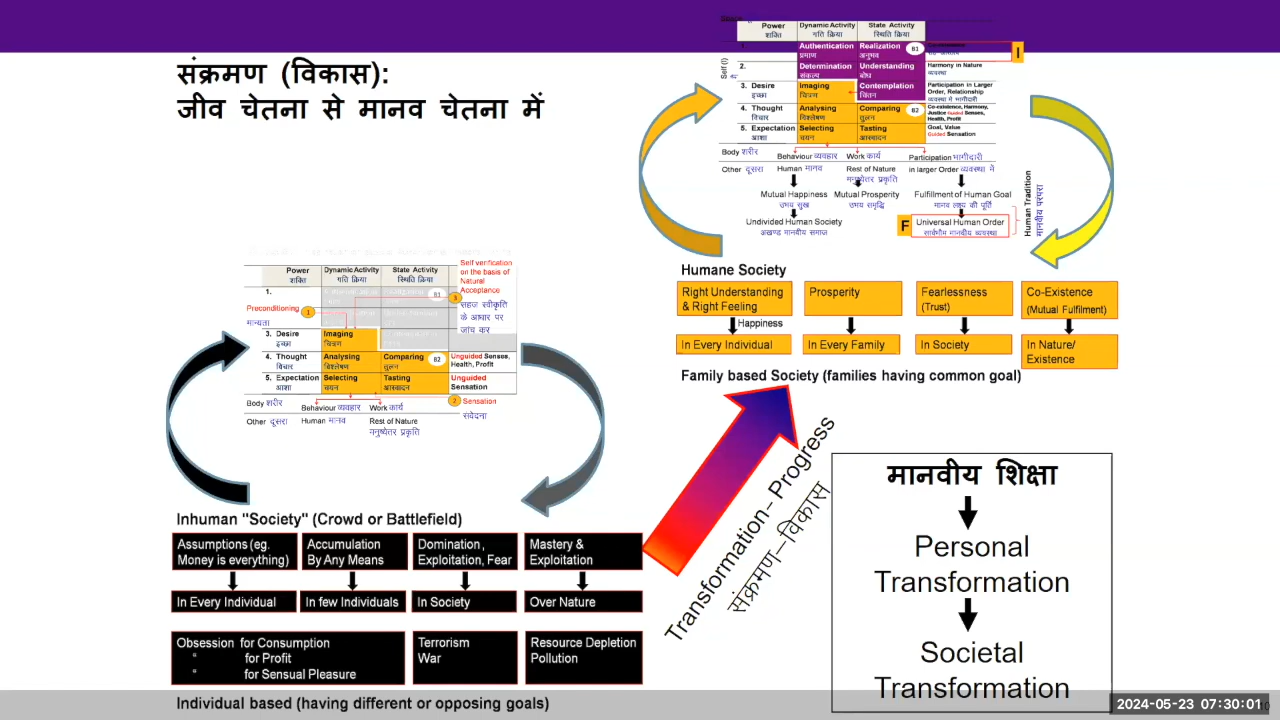 संक्रमण (विकास):
जीव चेतना से मानव चेतना में
Power
शक्ति
Dynamic Activity
गति क्रिया
State Activity
स्थिति क्रिया
Self (I)
Authentication
प्रमाण
Realization
अनुभव
B1
I
2.
Determination
संकल्प
Understanding
बोध
Harmony in Nature
व्यवस्था
3. Desire
इच्छा
Imaging
चित्रण
Contemplation
चिंतन
Participation in Larger
Order, Relationship
व्यवस्था में भागीदारी
4. Thought
विचार
Analysing
विश्लेषण
Comparing
तुलन
B2
Co-existence, Harmony,
Justice Guided Senses,
Health, Profit
5. Expectation
आशा
Selecting
चयन
Tasting
आस्वादन
Goal, Value
Guided Sensation
Body शरीर
Behaviour व्यवहार
Work कार्य
Participation भागीदारी
Other दूसरा
Human मानव
Rest of Nature
मनुष्येतर प्रकृति
in larger Order व्यवस्था में
Mutual Happiness
उभय सुख
Mutual Prosperity
उभय समृद्धि
Fulfillment of Human Goal
मानव लक्ष्य की पूर्ति
Undivided Human Society
अखण्ड मानवीय समाज
F
Universal Human Order
सार्वभौम मानवीय व्यवस्था
Human Tradition
मानवीय परंपरा
Humane Society
Right Understanding
& Right Feeling
Prosperity
Fearlessness
(Trust)
Co-Existence
(Mutual Fulfilment)
Happiness
In Every Individual
In Every Family
In Society
In Nature/
Existence
Family based Society (families having common goal)
Power
शक्ति
Dynamic Activity
गति क्रिया
State Activity
स्थिति क्रिया
Self verification
on the basis of
Natural
Acceptance
सहज स्वीकृति
के आधार पर
जांच कर
1.
B1
3
Preconditioning
मान्यता
1
3. Desire
इच्छा
Imaging
चित्रण
4. Thought
विचार
Analysing
विश्लेषण
Comparing
तुलन
B2
Unguided Senses,
Health, Profit
5. Expectation
आशा
Selecting
चयन
Tasting
आस्वादन
Unguided
Sensation
2
Sensation
संवेदना
Body शरीर
Behaviour व्यवहार
Work कार्य
Other दूसरा
Human मानव
Rest of Nature
मनुष्येतर प्रकृति
Inhuman "Society" (Crowd or Battlefield)
Assumptions (eg.
Money is everything)
Accumulation
By Any Means
Domination,
Exploitation, Fear
Mastery &
Exploitation
In Every Individual
In few Individuals
In Society
Over Nature
Obsession for Consumption
" for Profit
" for Sensual Pleasure
Terrorism
War
Resource Depletion
Pollution
Individual based (having different or opposing goals)
Transformation– Progress
संक्रमण–विकास
मानवीय शिक्षा
Personal
Transformation
Societal
Transformation
2024-05-23 07:30:01